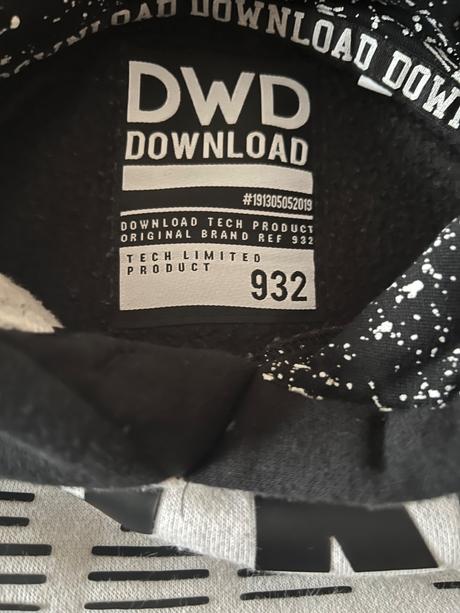 DOWNLOAD DOWNLOAD DOWN
DWD
DOWNLOAD
#191305052019
DOWNLOAD TECH PRODUCT
ORIGINAL BRAND REF 932
TECH LIMITED
PRODUCT
932